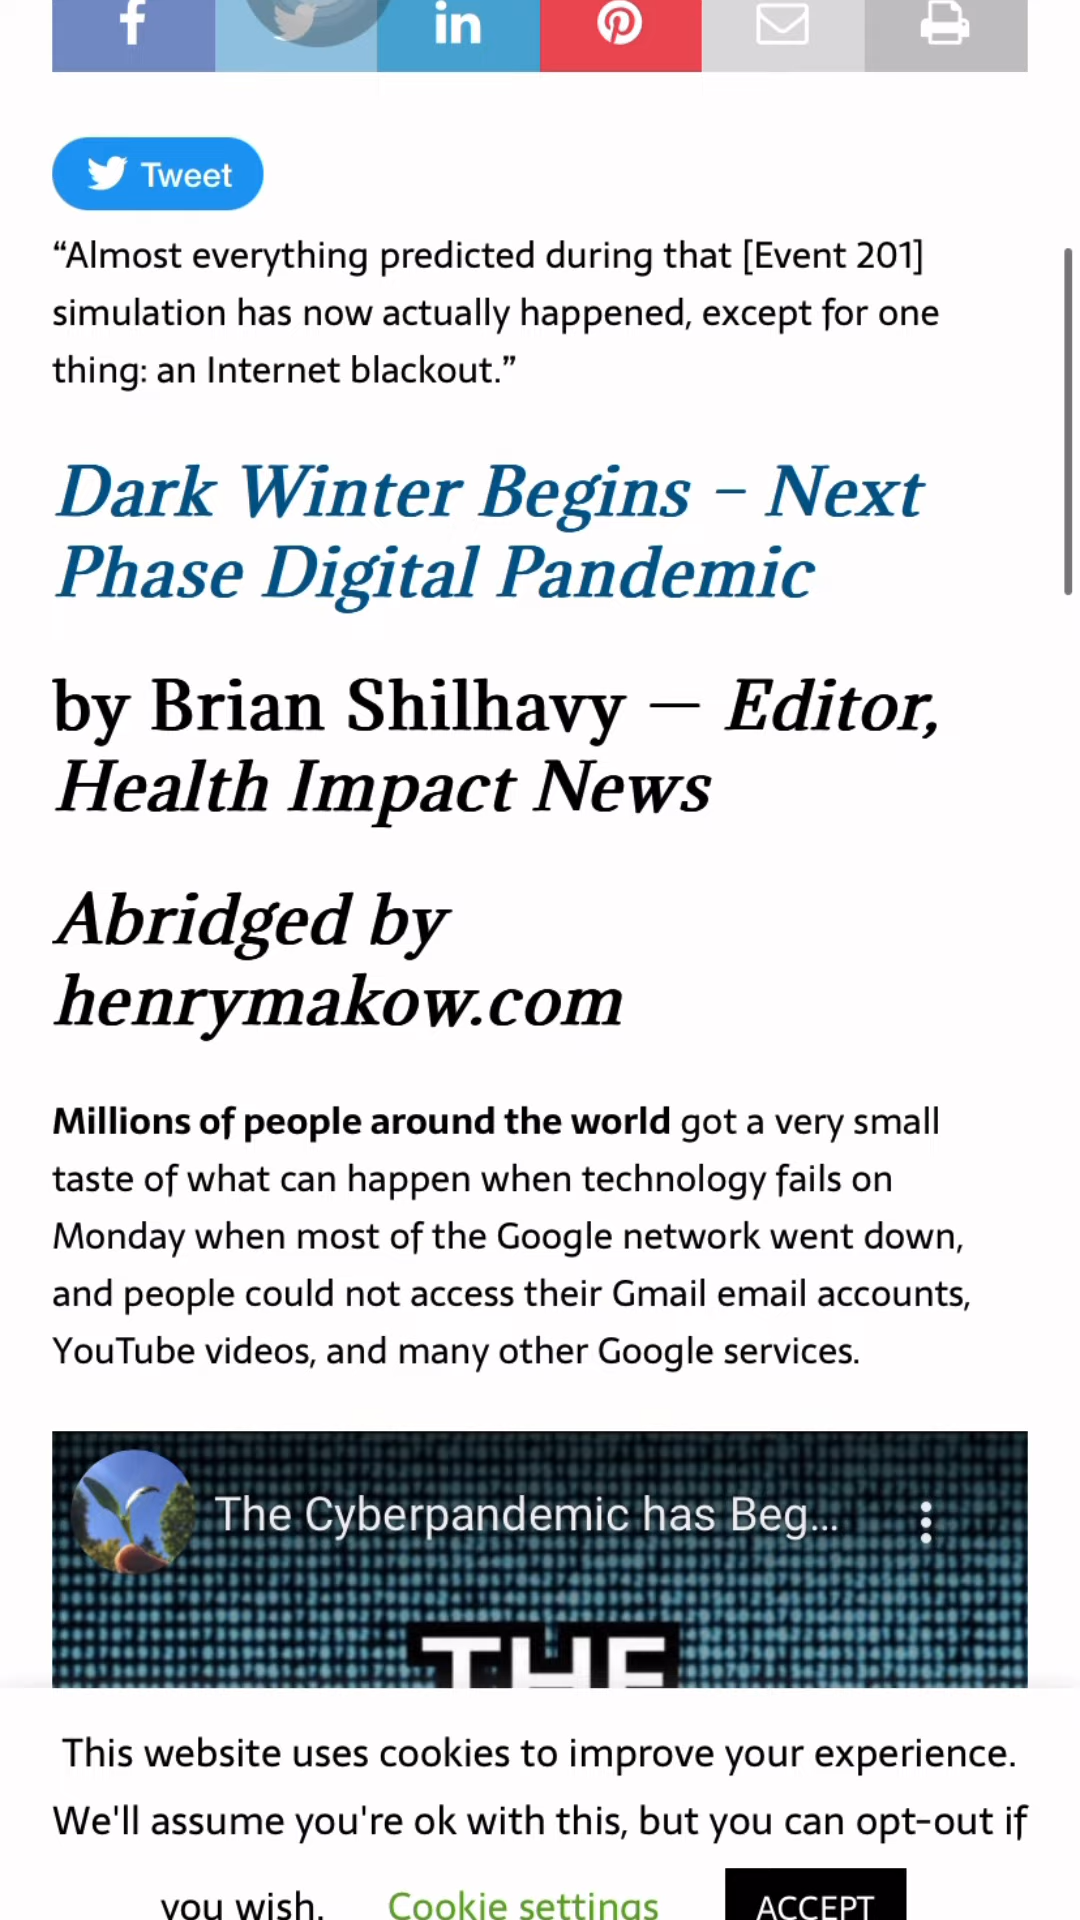 f
in
Tweet
“Almost everything predicted during that [Event 201]
simulation has now actually happened, except for one
thing: an Internet blackout.”
Dark Winter Begins – Next
Phase Digital Pandemic
by Brian Shilhavy — Editor,
Health Impact News
Abridged by
henrymakow.com
Millions of people around the world got a very small
taste of what can happen when technology fails on
Monday when most of the Google network went down,
and people could not access their Gmail email accounts,
YouTube videos, and many other Google services.
The Cyberpandemic has Beg...
THE
This website uses cookies to improve your experience.
We'll assume you're ok with this, but you can opt-out if
you wish. Cookie settings ACCEPT